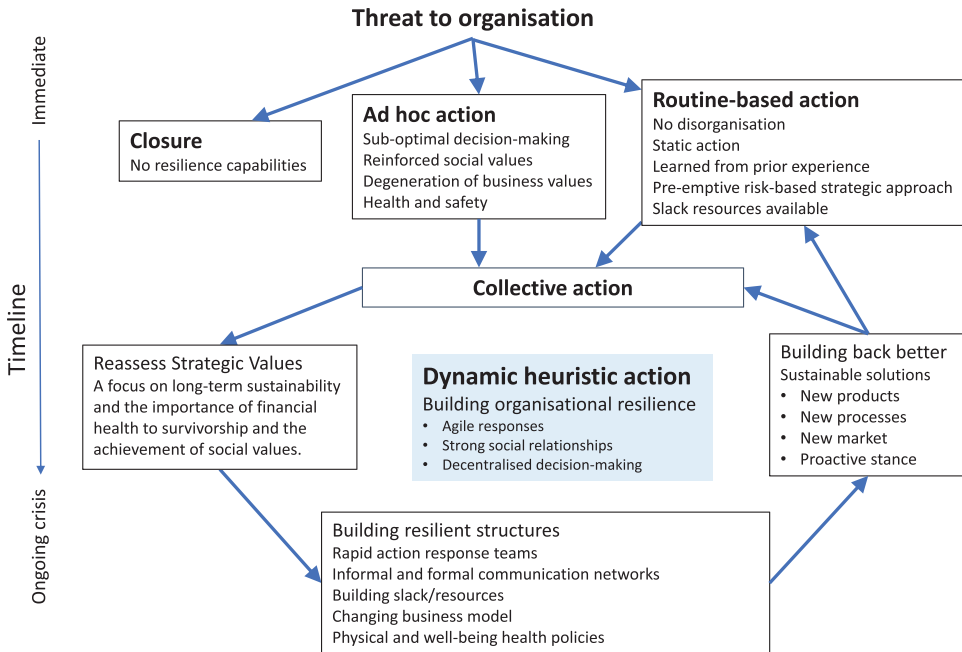 Threat to organisation
Immediate
Timeline
Ongoing crisis
Closure
No resilience capabilities
Ad hoc action
Sub-optimal decision-making
Reinforced social values
Degeneration of business values
Health and safety
Routine-based action
No disorganisation
Static action
Learned from prior experience
Pre-emptive risk-based strategic approach
Slack resources available
Collective action
Reassess Strategic Values
A focus on long-term sustainability
and the importance of financial
health to survivorship and the
achievement of social values.
Dynamic heuristic action
Building organisational resilience
• Agile responses
• Strong social relationships
• Decentralised decision-making
Building back better
Sustainable solutions
• New products
• New processes
• New market
• Proactive stance
Building resilient structures
Rapid action response teams
Informal and formal communication networks
Building slack/resources
Changing business model
Physical and well-being health policies